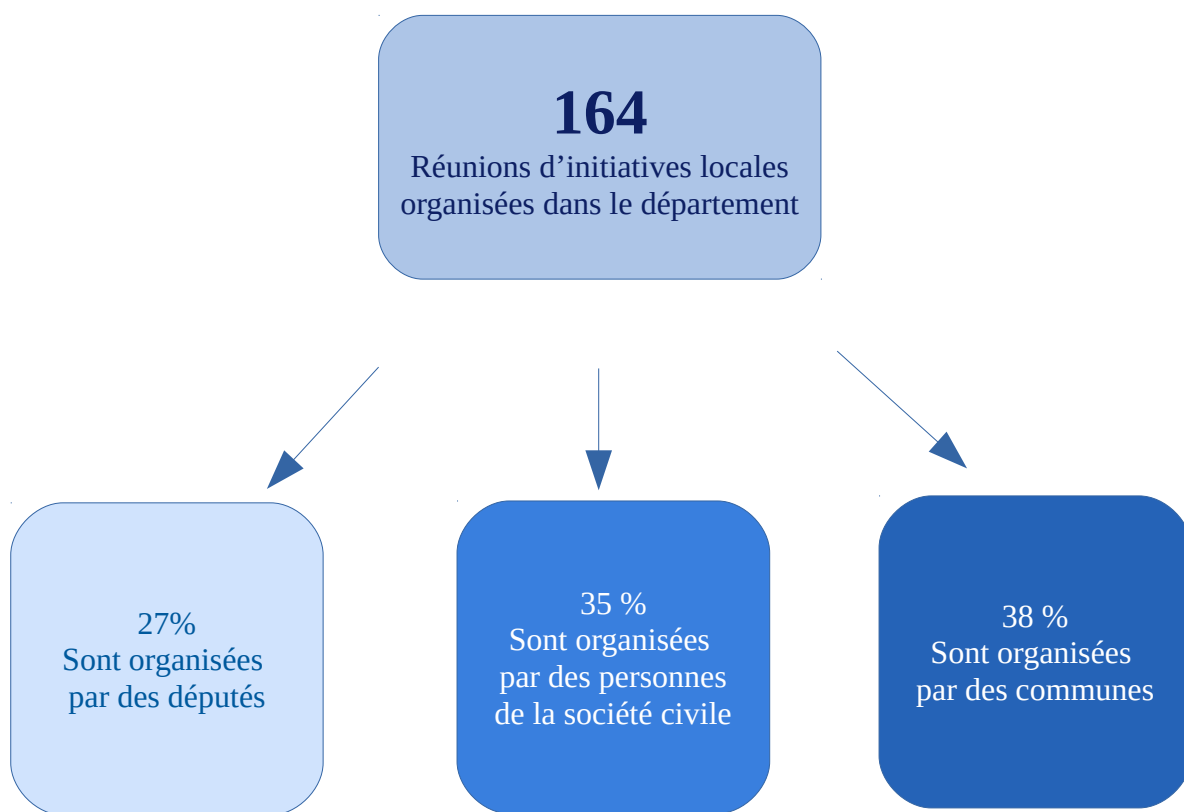 164
Réunions d’initiatives locales
organisées dans le département
27%
Sont organisées
par des députés
35 %
Sont organisées
par des personnes
de la société civile
38 %
Sont organisées
par des communes